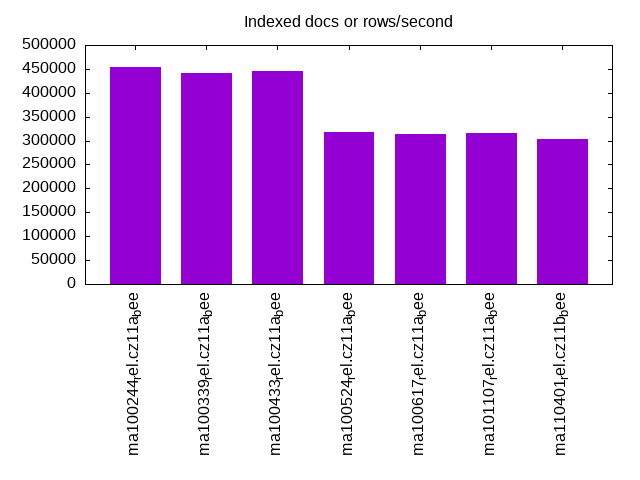 Indexed docs or rows/second
500000
450000
400000
350000
300000
250000
200000
150000
100000
50000
0
ma100244rel.cz11abee
ma100339rel.cz11abee
ma100433rel.cz11abee
ma100524rel.cz11abee
ma100617rel.cz11abee
ma101107rel.cz11abee
ma110401rel.cz11bbee